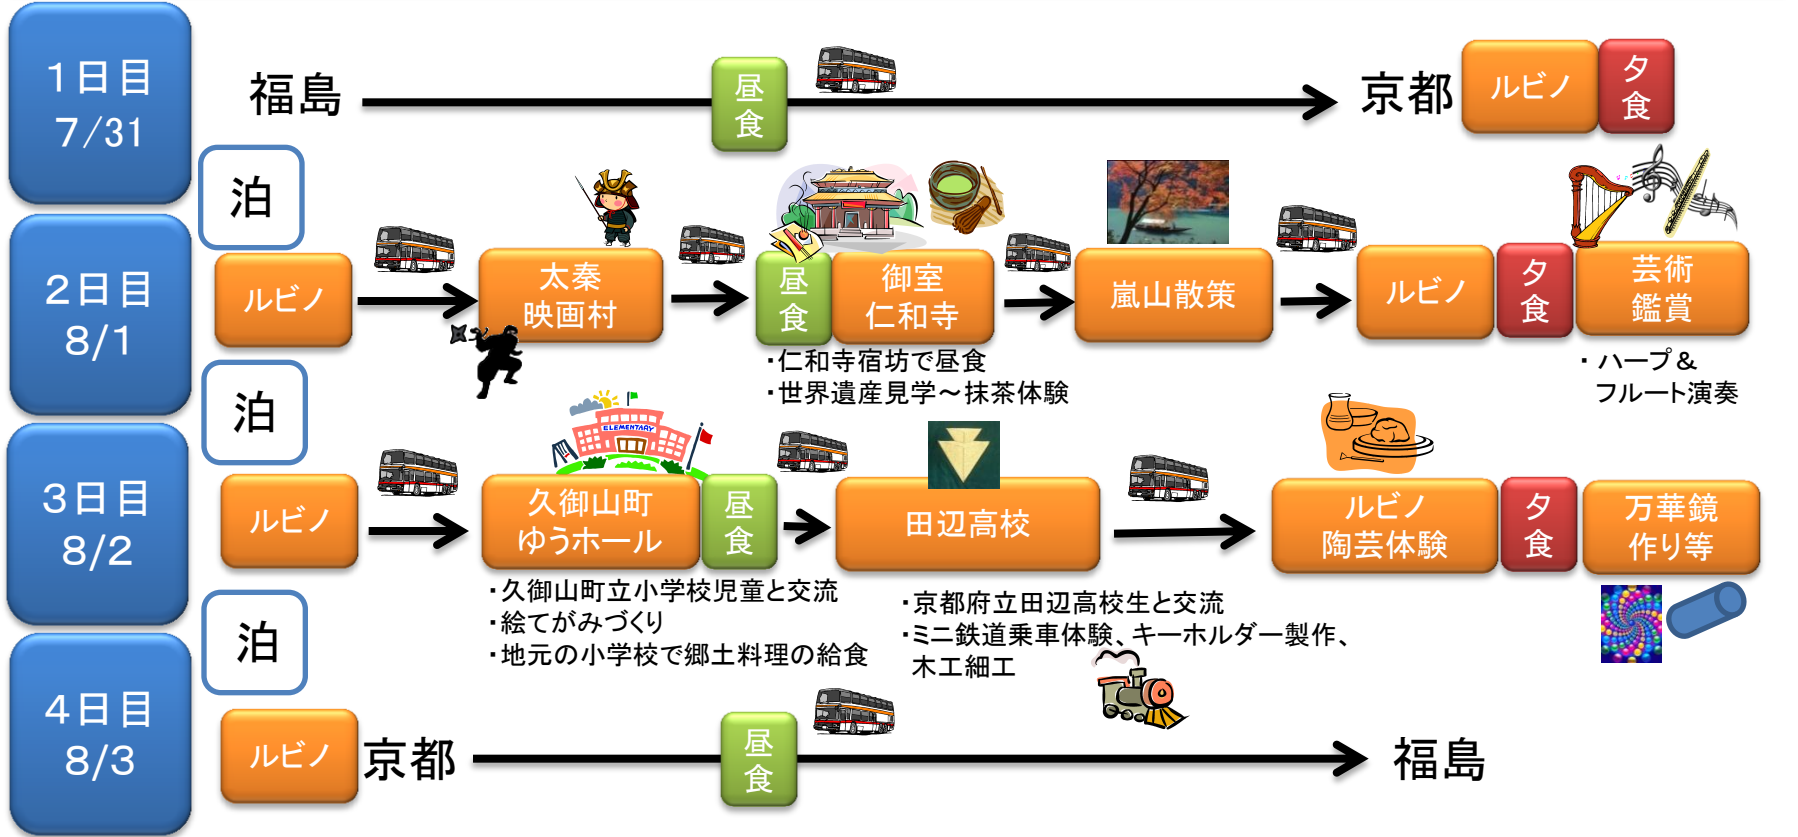 1日目
7/31
福島
昼
食
京都
ルビノ
夕
食
泊
2日目
8/1
ルビノ
太秦
映画村
昼
食
御室
仁和寺
嵐山散策
ルビノ
夕
食
芸術
鑑賞
・仁和寺宿坊で昼食
・世界遺産見学～抹茶体験
・ ハープ＆
フルート演奏
泊
3日目
8/2
ルビノ
ELEMENTARY
久御山町
ゆうホール
昼
食
田辺高校
ルビノ
陶芸体験
夕
食
万華鏡
作り等
・久御山町立小学校児童と交流
・絵てがみづくり
・地元の小学校で郷土料理の給食
・京都府立田辺高校生と交流
・ミニ鉄道乗車体験、キーホルダー製作、
木工細工
泊
4日目
8/3
ルビノ
京都
昼
食
福島